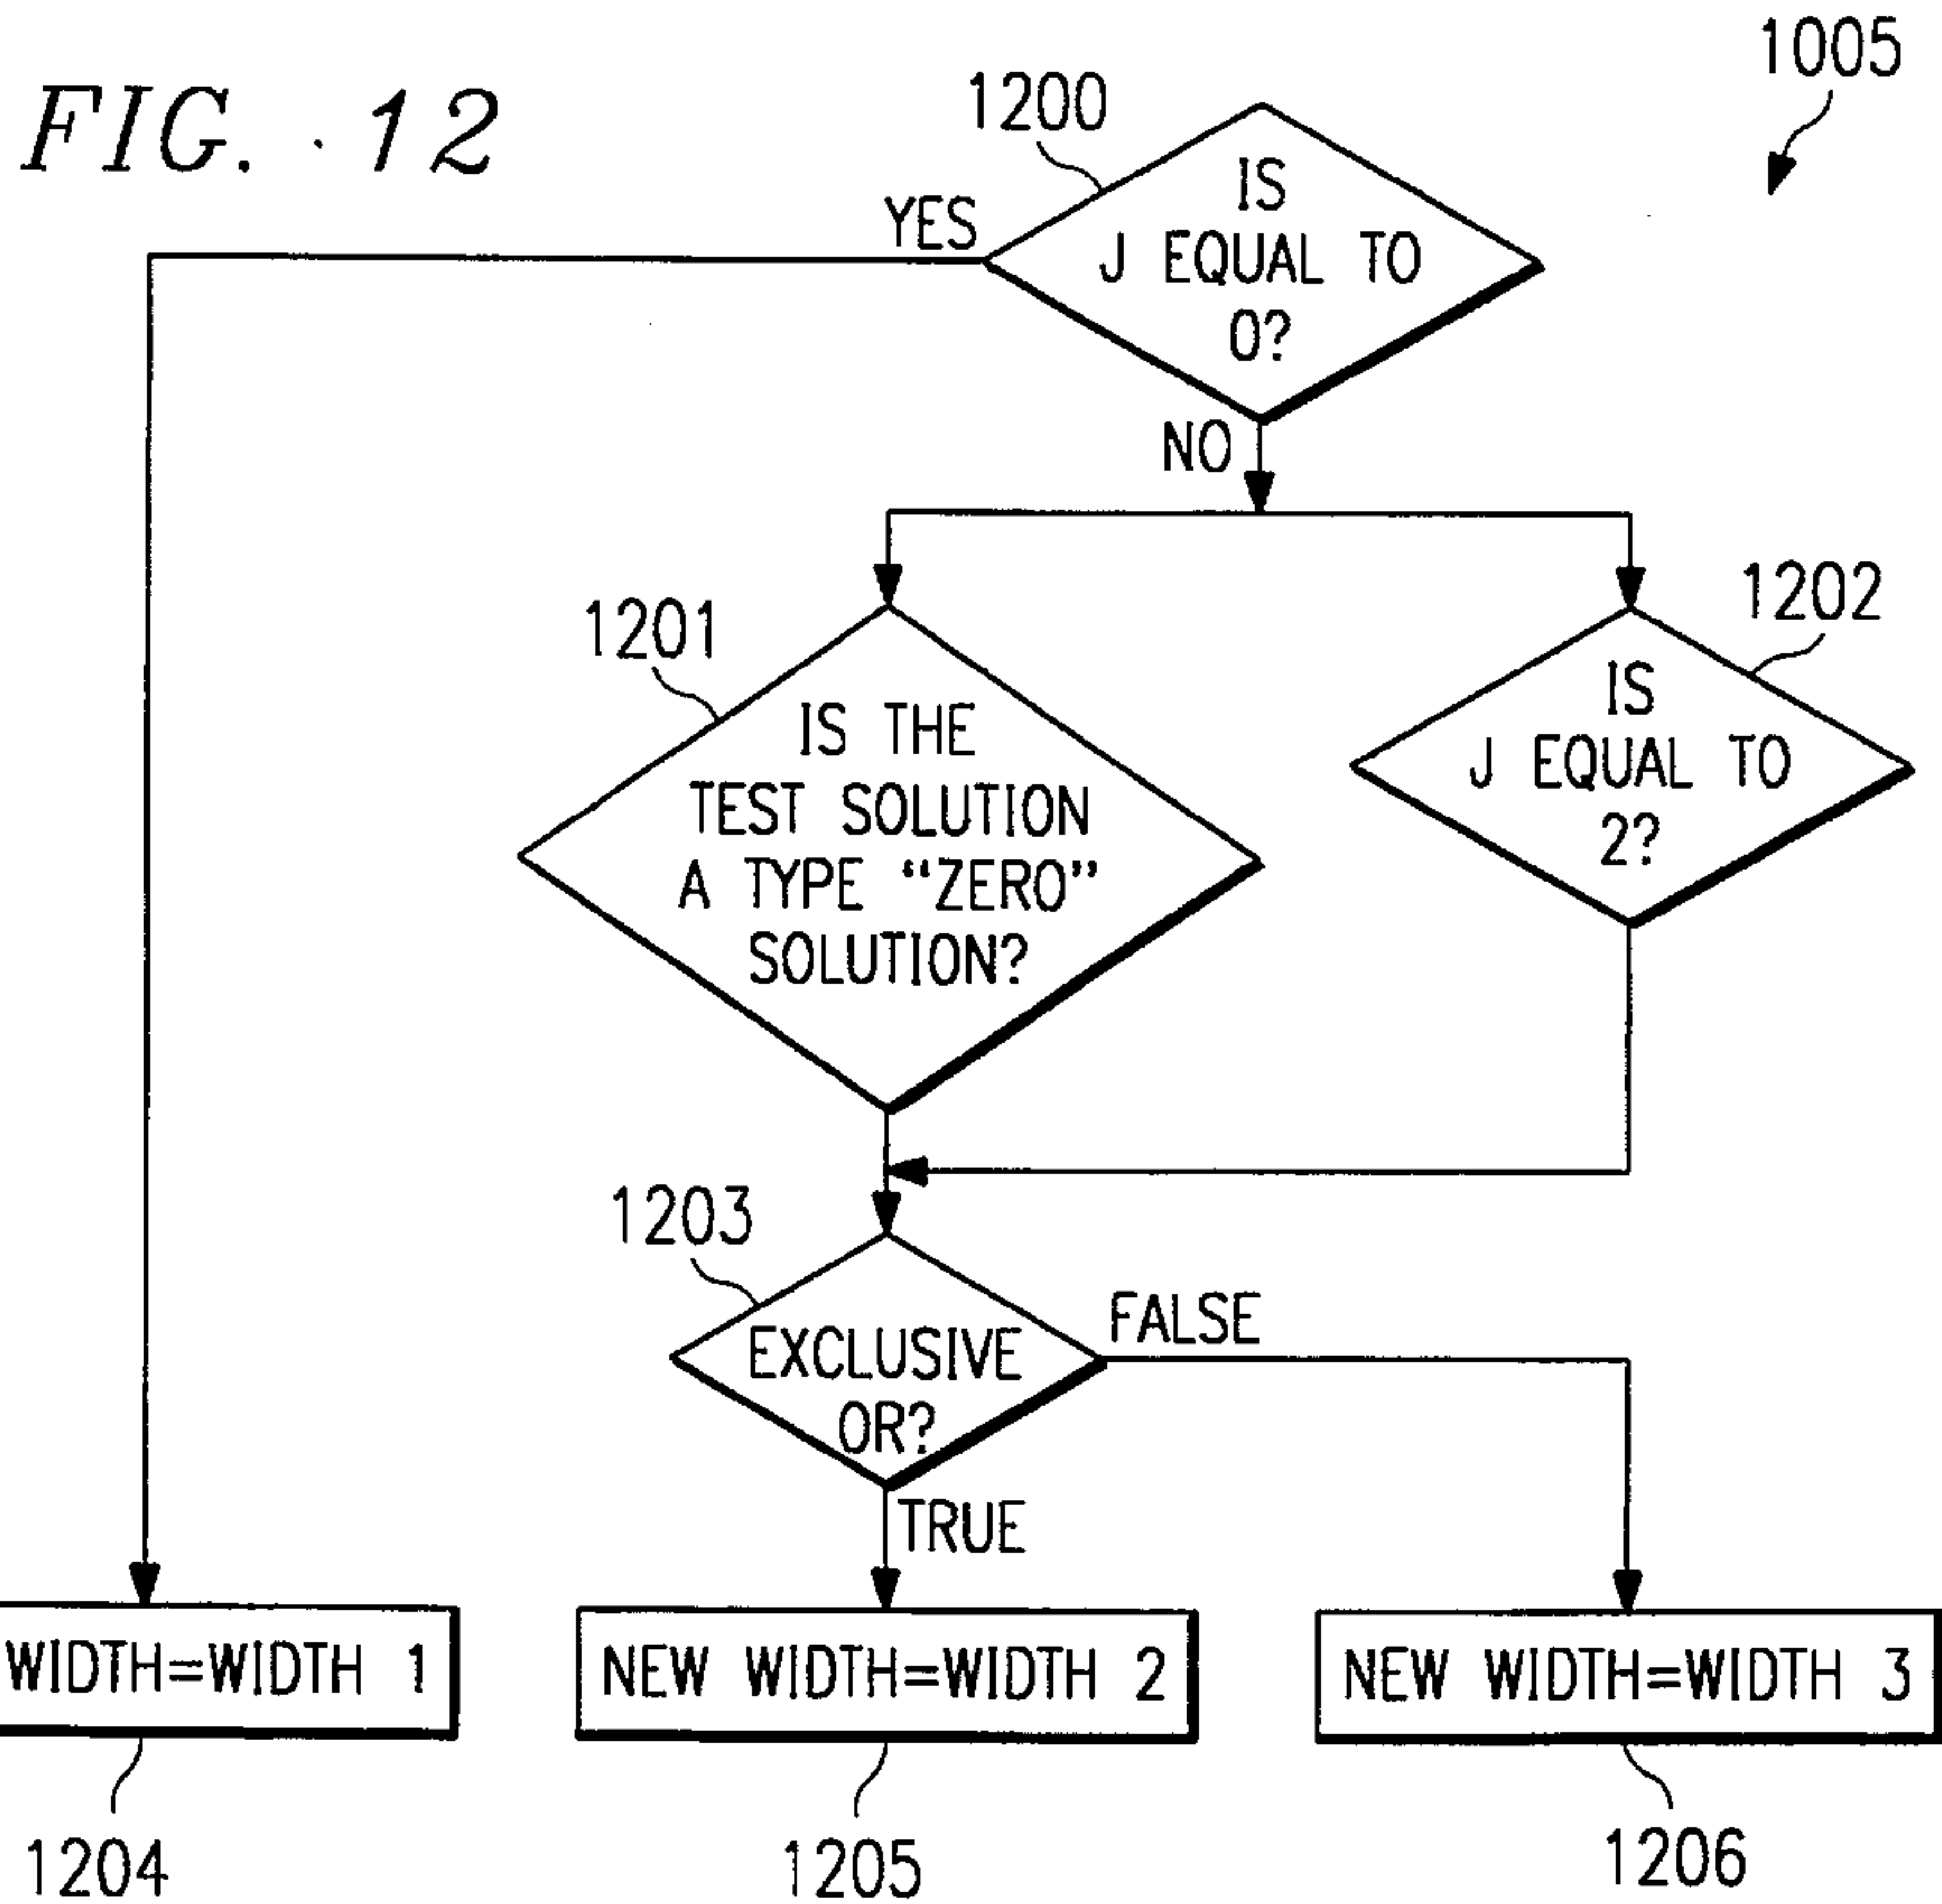 FIG. 12
1005
1200
IS
J EQUAL TO
0?
YES
NO
1201
IS THE
TEST SOLUTION
A TYPE “ZERO”
SOLUTION?
1202
IS
J EQUAL TO
2?
1203
EXCLUSIVE
OR?
FALSE
TRUE
WIDTH=WIDTH 1
NEW WIDTH=WIDTH 2
NEW WIDTH=WIDTH 3
1204
1205
1206